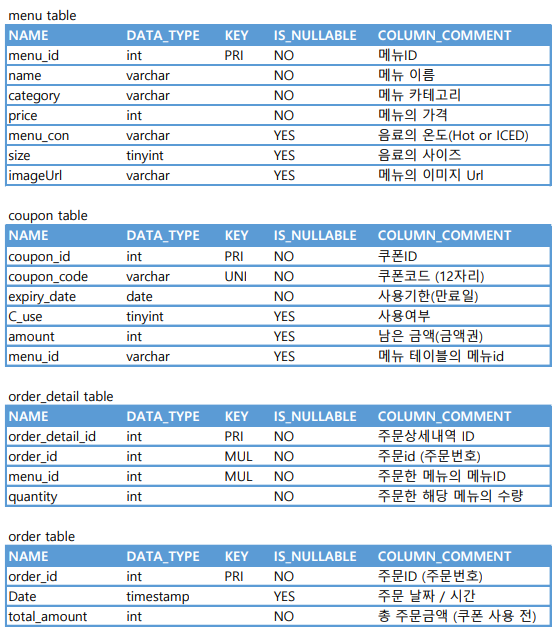 menu table
NAME DATA_TYPE KEY IS_NULLABLE COLUMN_COMMENT
menu_id int PRI NO 메뉴ID
name varchar NO 메뉴 이름
category varchar NO 메뉴 카테고리
price int NO 메뉴의 가격
menu_con varchar YES 음료의 온도(Hot or ICED)
size tinyint YES 음료의 사이즈
imageUrl varchar YES 메뉴의 이미지 Url
coupon table
NAME DATA_TYPE KEY IS_NULLABLE COLUMN_COMMENT
coupon_id int PRI NO 쿠폰ID
coupon_code varchar UNI NO 쿠폰코드 (12자리)
expiry_date date NO 사용기한(만료일)
C_use tinyint YES 사용여부
amount int YES 남은 금액(금액권)
menu_id varchar YES 메뉴 테이블의 메뉴id
order_detail table
NAME DATA_TYPE KEY IS_NULLABLE COLUMN_COMMENT
order_detail_id int PRI NO 주문상세내역 ID
order_id int MUL NO 주문id (주문번호)
menu_id int MUL NO 주문한 메뉴의 메뉴ID
quantity int NO 주문한 해당 메뉴의 수량
order table
NAME DATA_TYPE KEY IS_NULLABLE COLUMN_COMMENT
order_id int PRI NO 주문ID (주문번호)
Date timestamp YES 주문 날짜 / 시간
total_amount int NO 총 주문금액 (쿠폰 사용 전)